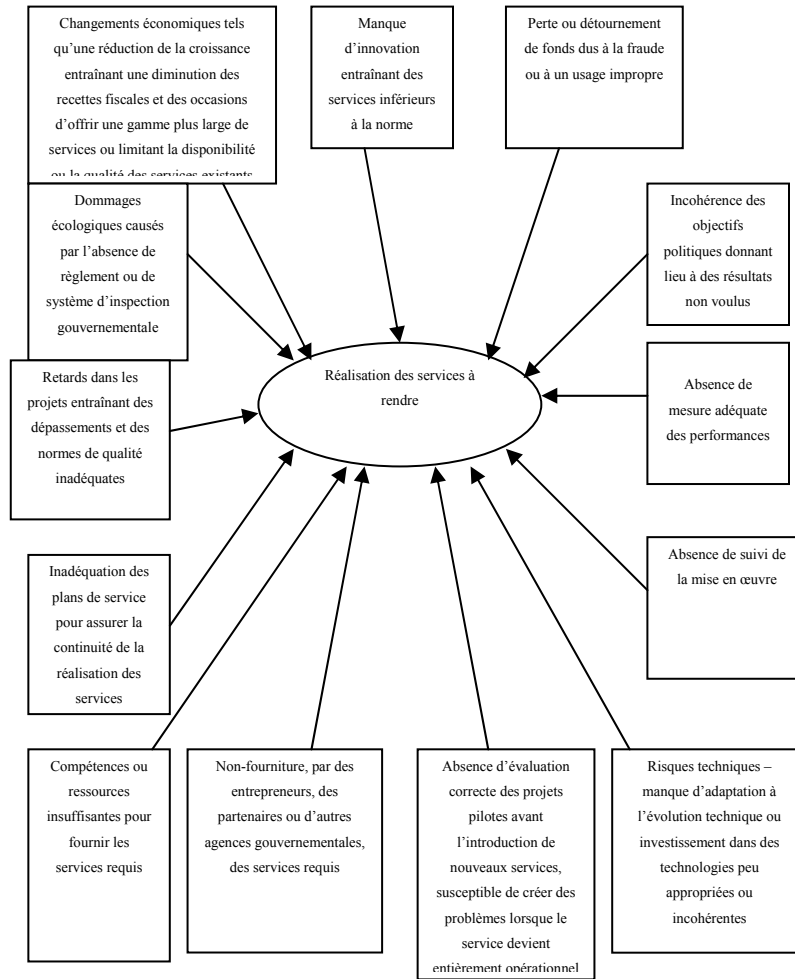 Changements économiques tels
qu’une réduction de la croissance
entraînant une diminution des
recettes fiscales et des occasions
d’offrir une gamme plus large de
services ou limitant la disponibilité
ou la qualité des services existants
Manque
d’innovation
entraînant des
services inférieurs
à la norme
Perte ou détournement
de fonds dus à la fraude
ou à un usage impropre
Dommages
écologiques causés
par l’absence de
règlement ou de
système d’inspection
gouvernementale
Incohérence des
objectifs
politiques donnant
lieu à des résultats
non voulus
Retards dans les
projets entraînant des
dépassements et des
normes de qualité
inadéquates
Réalisation des services à
rendre
Absence de
mesure adéquate
des performances
Inadéquation des
plans de service
pour assurer la
continuité de la
réalisation des
services
Absence de suivi de
la mise en œuvre
Compétences ou
ressources
insuffisantes pour
fournir les
services requis
Non-fourniture, par des
entrepreneurs, des
partenaires ou d’autres
agences gouvernementales,
des services requis
Absence d’évaluation
correcte des projets
pilotes avant
l’introduction de
nouveaux services,
susceptible de créer des
problèmes lorsque le
service devient
entièrement opérationnel
Risques techniques –
manque d’adaptation à
l’évolution technique ou
investissement dans des
technologies peu
appropriées ou
incohérentes